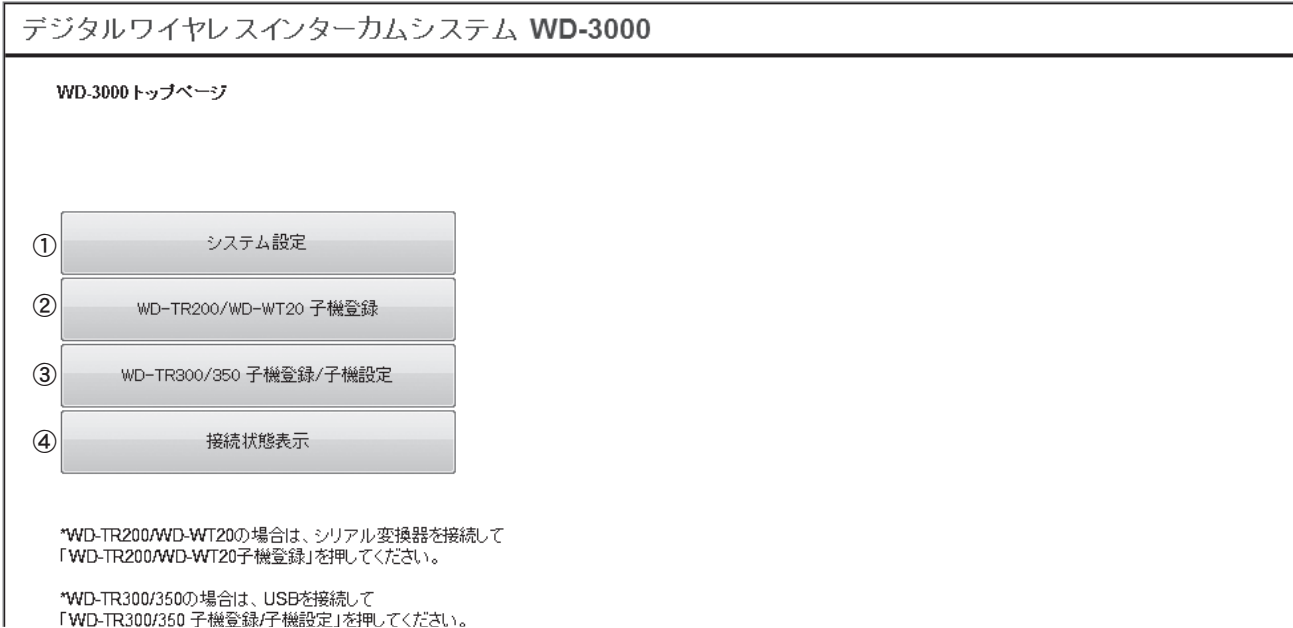 デジタルワイヤレスインターカムシステム WD-3000
WD-3000トップページ
① システム設定
② WD-TR200/WD-WT20 子機登録
③ WD-TR300/350 子機登録/子機設定
④ 接続状態表示
*WD-TR200/WD-WT20の場合は、シリアル変換器を接続して
「WD-TR200/WD-WT20子機登録」を押してください。
*WD-TR300/350の場合は、USBを接続して
「WD-TR300/350 子機登録/子機設定」を押してください。